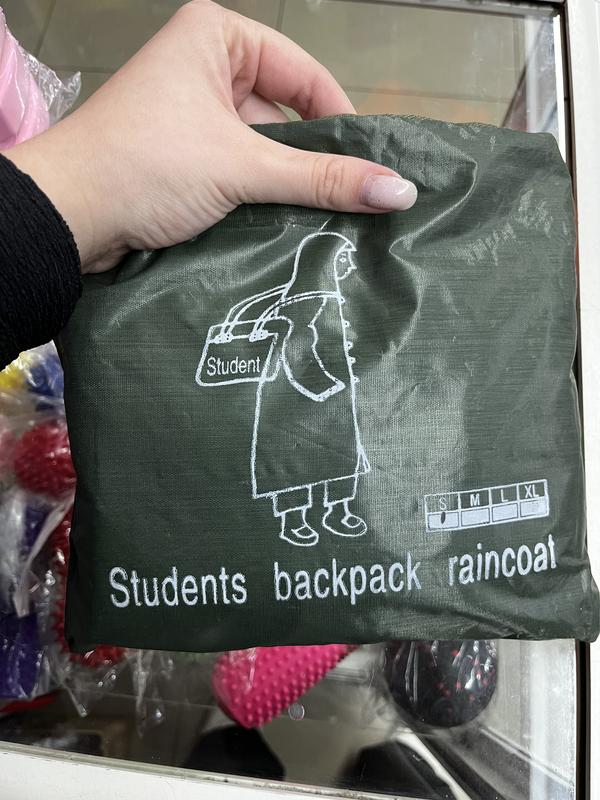 Student
S M L XL
Students backpack raincoat